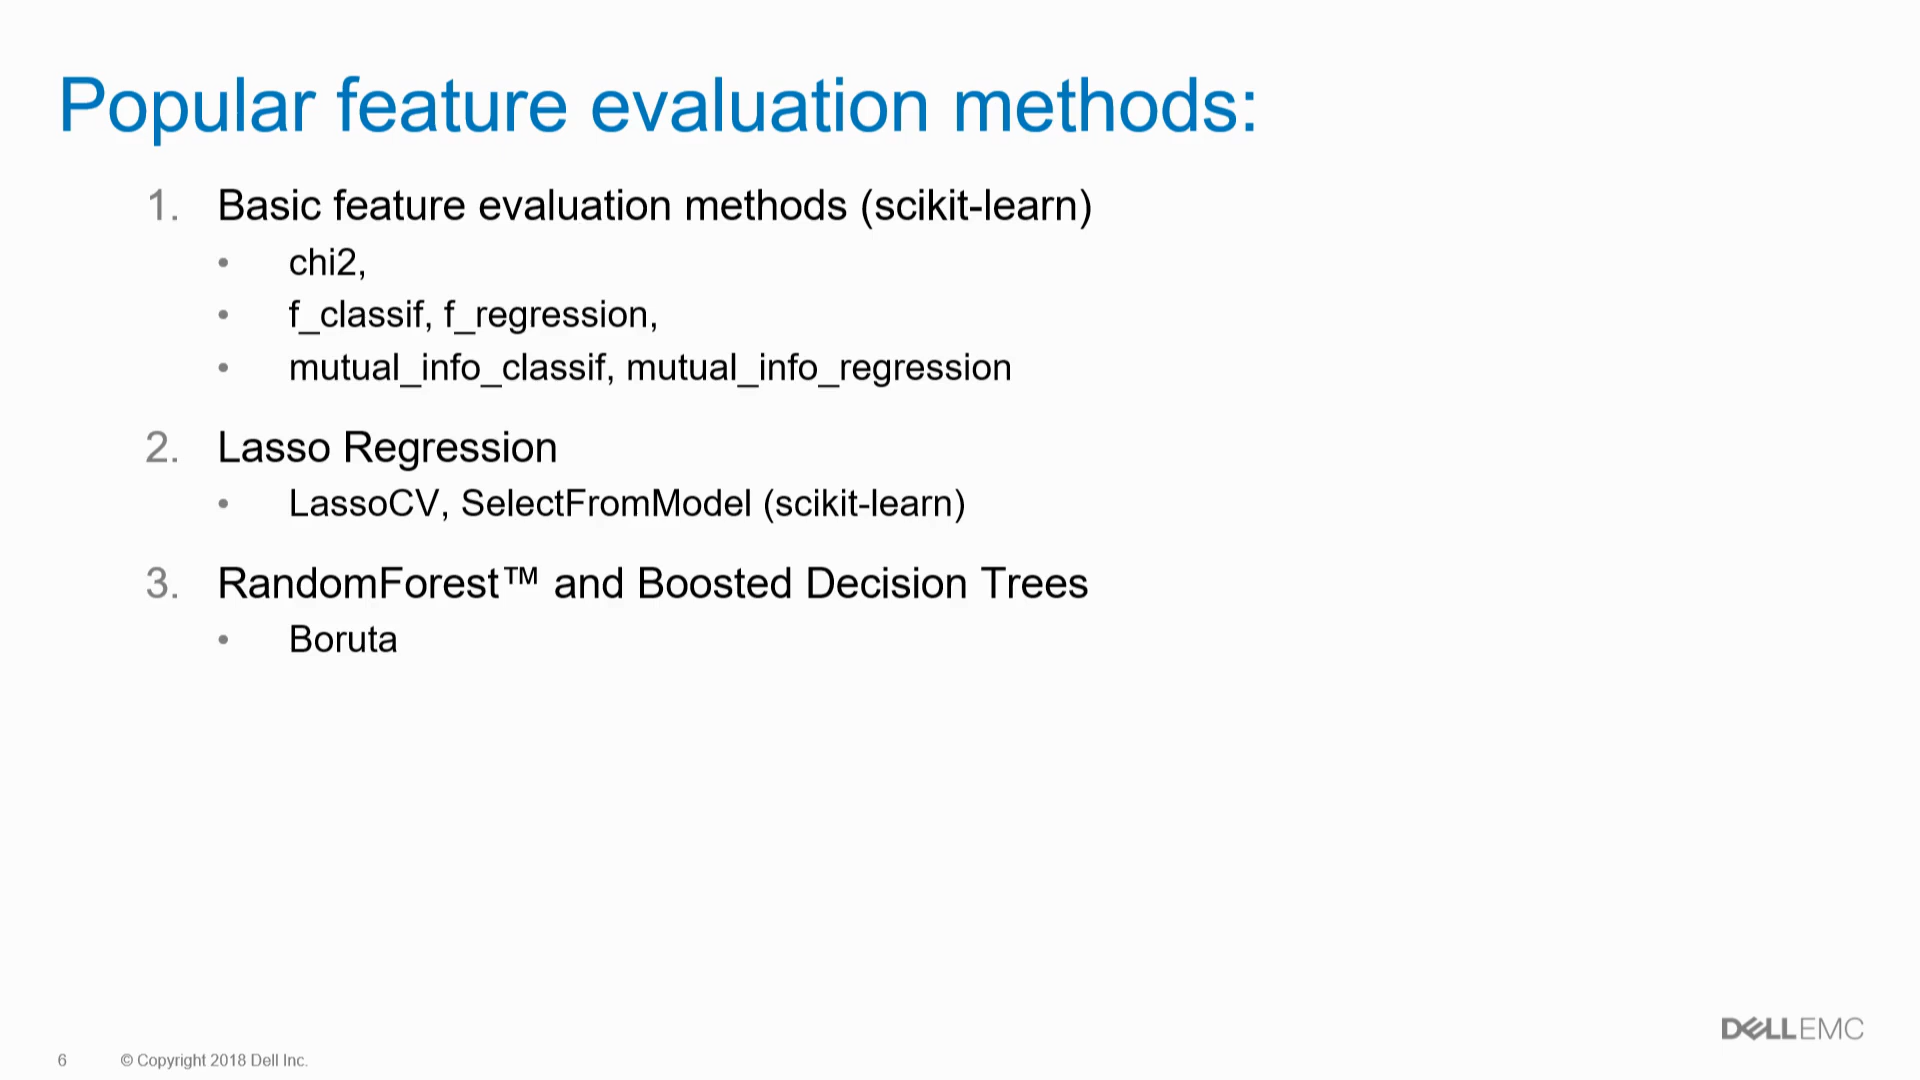 Popular feature evaluation methods:
1. Basic feature evaluation methods (scikit-learn)
• chi2,
• f_classif, f_regression,
• mutual_info_classif, mutual_info_regression
2. Lasso Regression
• LassoCV, SelectFromModel (scikit-learn)
3. RandomForest™ and Boosted Decision Trees
• Boruta
DELLEMC
6 © Copyright 2018 Dell Inc.